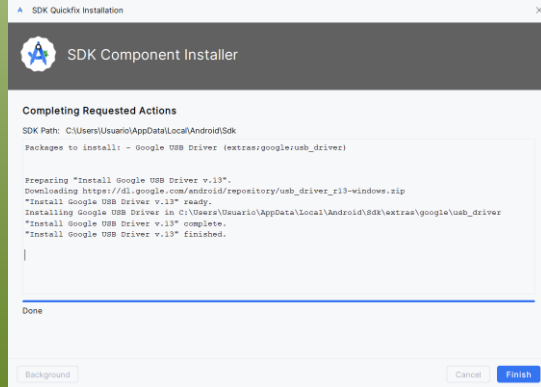 SDK Quickfix Installation
SDK Component Installer
Completing Requested Actions
SDK Path: C:\Users\Usuario\AppData\Local\Android\Sdk
Packages to install: - Google USB Driver (extras;google;usb_driver)
Preparing "Install Google USB Driver v.13".
Downloading https://dl.google.com/android/repository/usb_driver_r13-windows.zip
"Install Google USB Driver v.13" ready.
Installing Google USB Driver in C:\Users\Usuario\AppData\Local\Android\Sdk\extras\google\usb_driver
"Install Google USB Driver v.13" complete.
"Install Google USB Driver v.13" finished.
Done
Background Cancel Finish